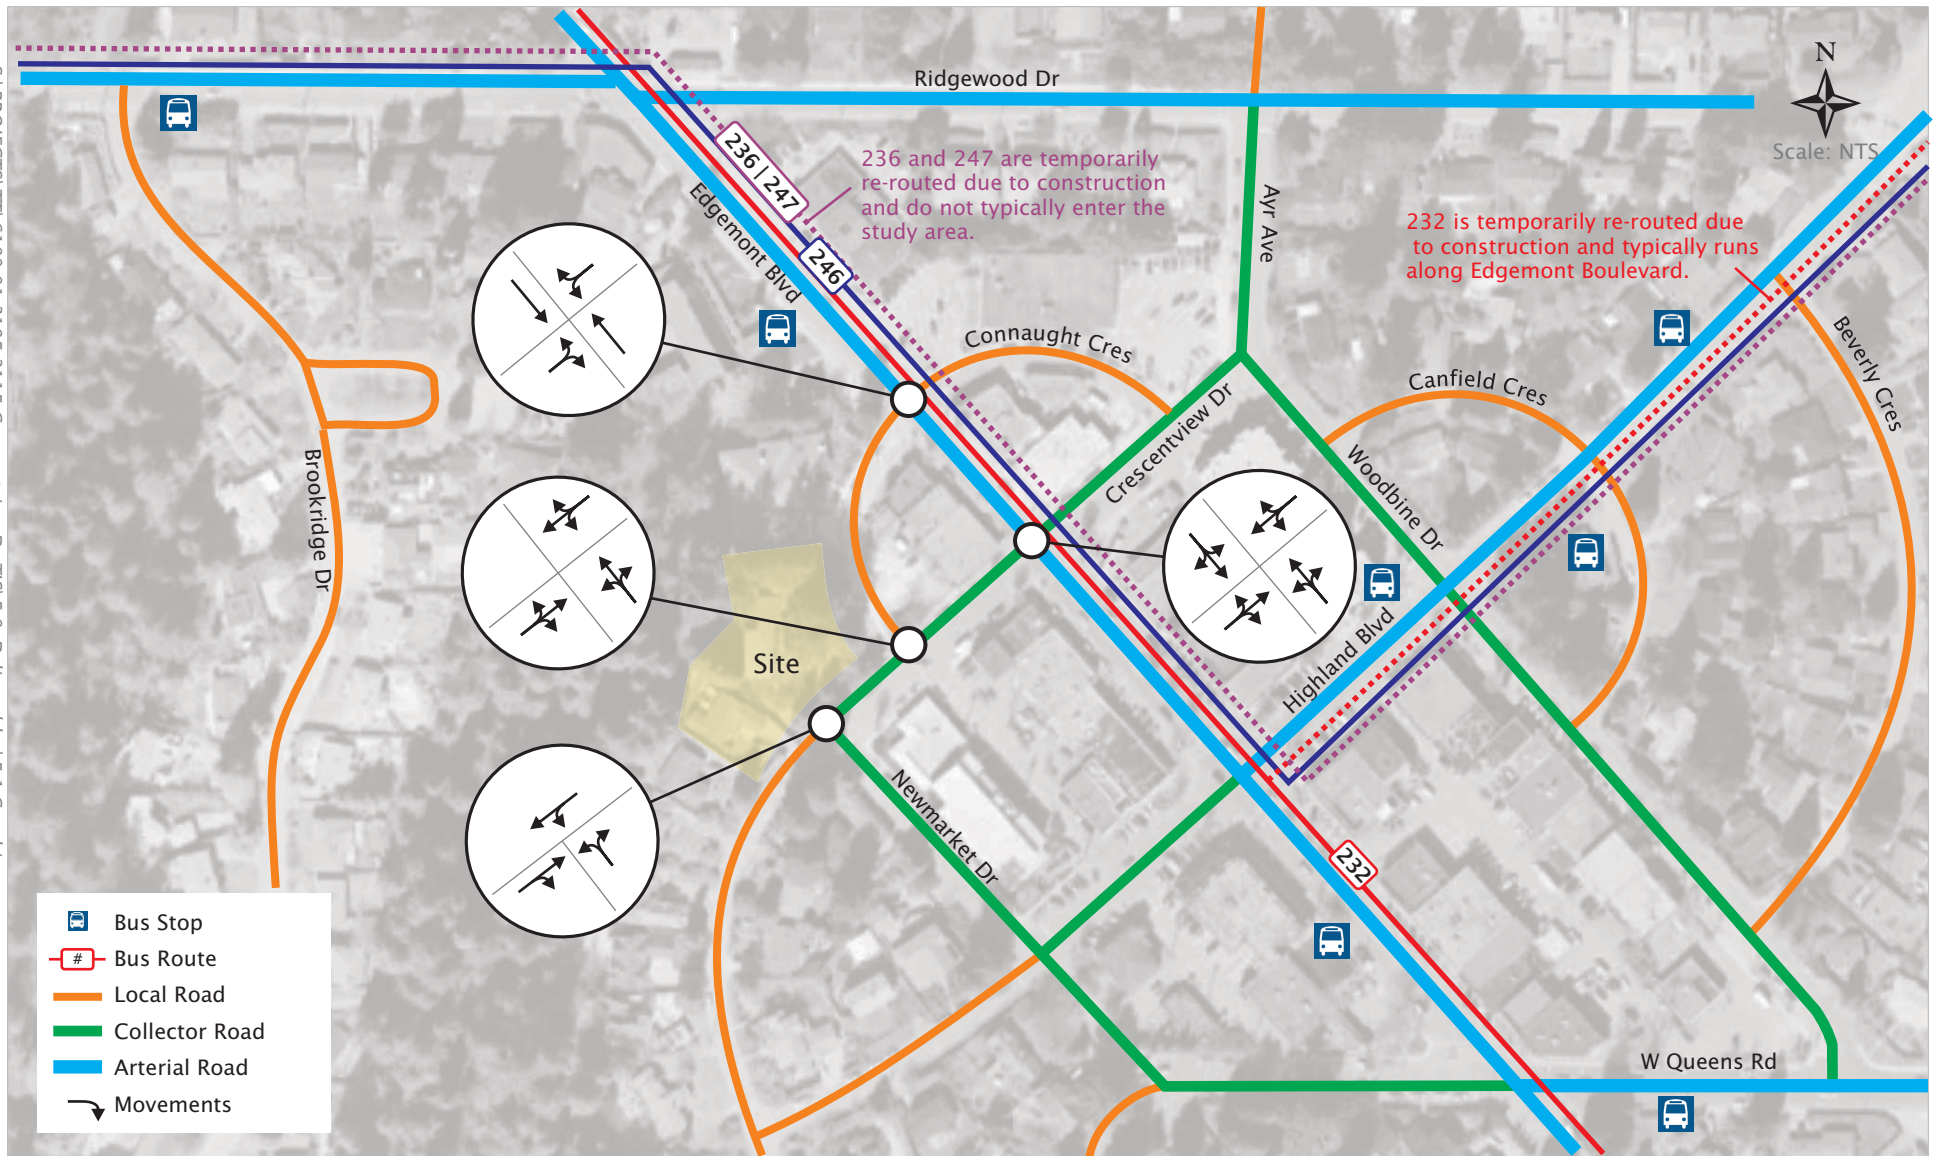 Ridgewood Dr
N
Scale: NTS
236 | 247
236 and 247 are temporarily
re-routed due to construction
and do not typically enter the
study area.
Edgemont Blvd
246
Ayr Ave
232 is temporarily re-routed due
to construction and typically runs
along Edgemont Boulevard.
Connaught Cres
Beverly Cres
Canfield Cres
Crescentview Dr
Woodbine Dr
Brookridge Dr
Site
Highland Blvd
Newmarket Dr
232
W Queens Rd
Bus Stop
# Bus Route
Local Road
Collector Road
Arterial Road
Movements